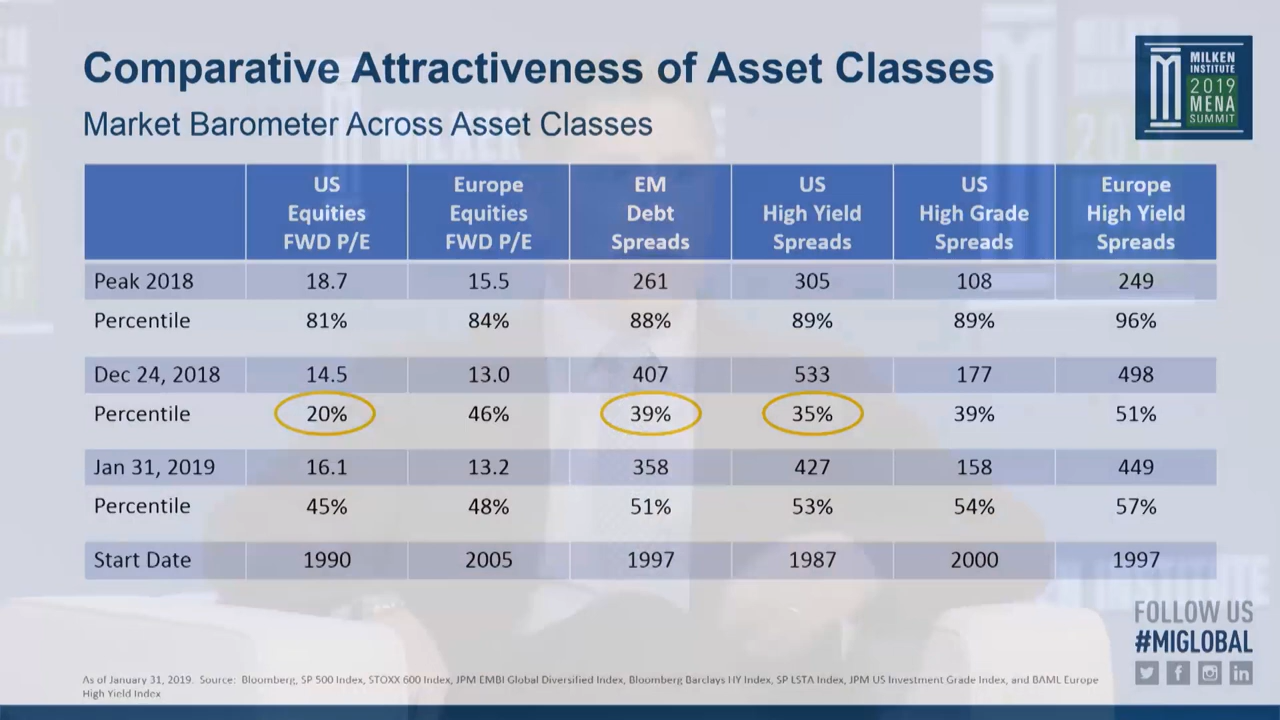 Comparative Attractiveness of Asset Classes
Market Barometer Across Asset Classes
MILKEN
INSTITUTE
2019
MENA
SUMMIT
US Equities FWD P/E Europe Equities FWD P/E EM Debt Spreads US High Yield Spreads US High Grade Spreads Europe High Yield Spreads
Peak 2018 18.7 15.5 261 305 108 249
Percentile 81% 84% 88% 89% 89% 96%
Dec 24, 2018 14.5 13.0 407 533 177 498
Percentile 20% 46% 39% 35% 39% 51%
Jan 31, 2019 16.1 13.2 358 427 158 449
Percentile 45% 48% 51% 53% 54% 57%
Start Date 1990 2005 1997 1987 2000 1997
FOLLOW US
#MIGLOBAL
As of January 31, 2019. Source: Bloomberg, SP 500 Index, STOXX 600 Index, JPM EMBI Global Diversified Index, Bloomberg Barclays HY Index, SP LSTA Index, JPM US Investment Grade Index, and BAML Europe
High Yield Index